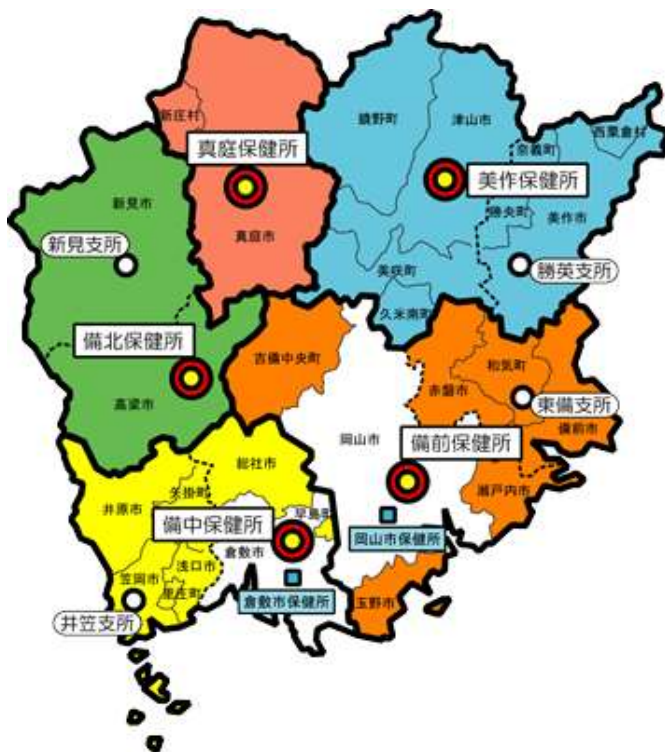 鏡野町
津山市
西粟倉村
新庄村
真庭保健所
奈義町
美作保健所
新見市
勝央町
美作市
真庭市
新見支所
勝英支所
美咲町
久米南町
備北保健所
吉備中央町
和気町
赤磐市
高梁市
東備支所
備前市
岡山市
備前保健所
総社市
瀬戸内市
矢掛町
井原市
早島町
備中保健所
岡山市保健所
倉敷市
浅口市
笠岡市
里庄町
倉敷市保健所
玉野市
井笠支所